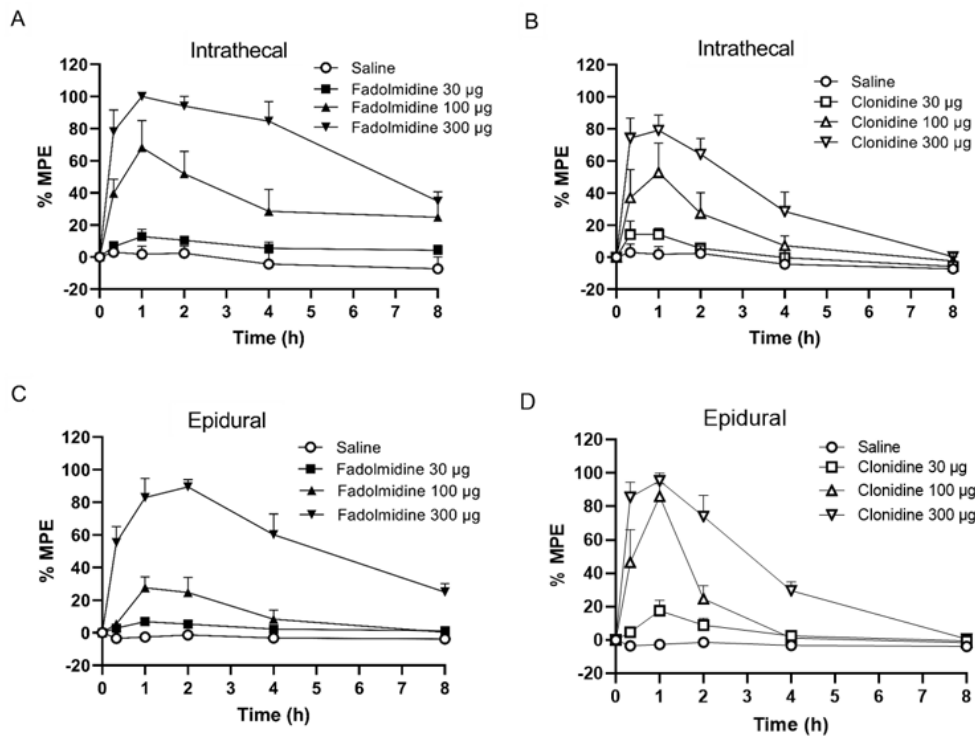 A
Intrathecal
Saline
Fadolmidine 30 µg
Fadolmidine 100 µg
Fadolmidine 300 µg
120
100
80
60
40
20
0
-20
% MPE
0 1 2 3 4 5 6 7 8
Time (h)
B
Intrathecal
Saline
Clonidine 30 µg
Clonidine 100 µg
Clonidine 300 µg
120
100
80
60
40
20
0
-20
% MPE
0 1 2 3 4 5 6 7 8
Time (h)
C
Epidural
Saline
Fadolmidine 30 µg
Fadolmidine 100 µg
Fadolmidine 300 µg
120
100
80
60
40
20
0
-20
% MPE
0 1 2 3 4 5 6 7 8
Time (h)
D
Epidural
Saline
Clonidine 30 µg
Clonidine 100 µg
Clonidine 300 µg
120
100
80
60
40
20
0
-20
% MPE
0 1 2 3 4 5 6 7 8
Time (h)